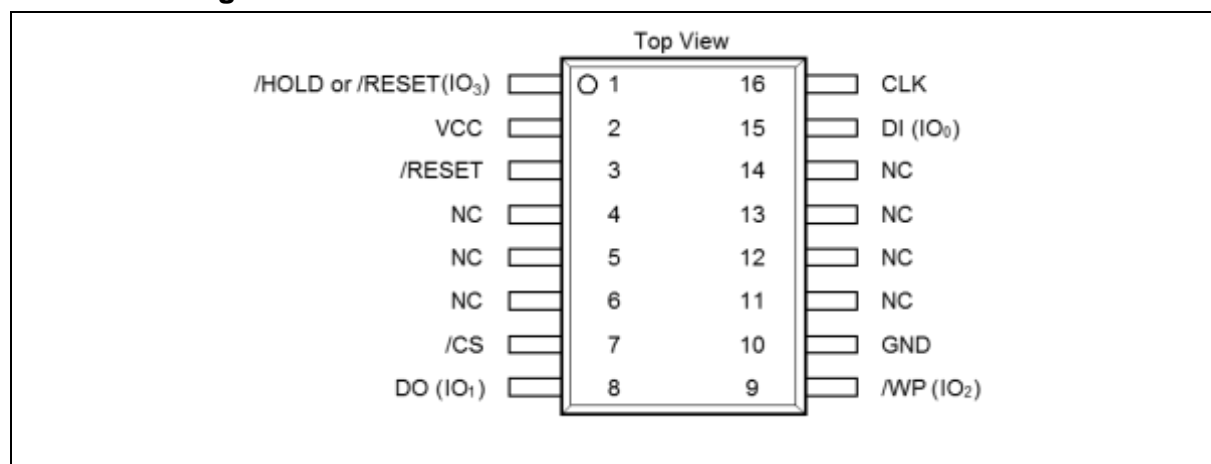 Top View
/HOLD or /RESET(IO₃) 1 16 CLK
VCC 2 15 DI (IO₀)
/RESET 3 14 NC
NC 4 13 NC
NC 5 12 NC
NC 6 11 NC
/CS 7 10 GND
DO (IO₁) 8 9 /WP (IO₂)